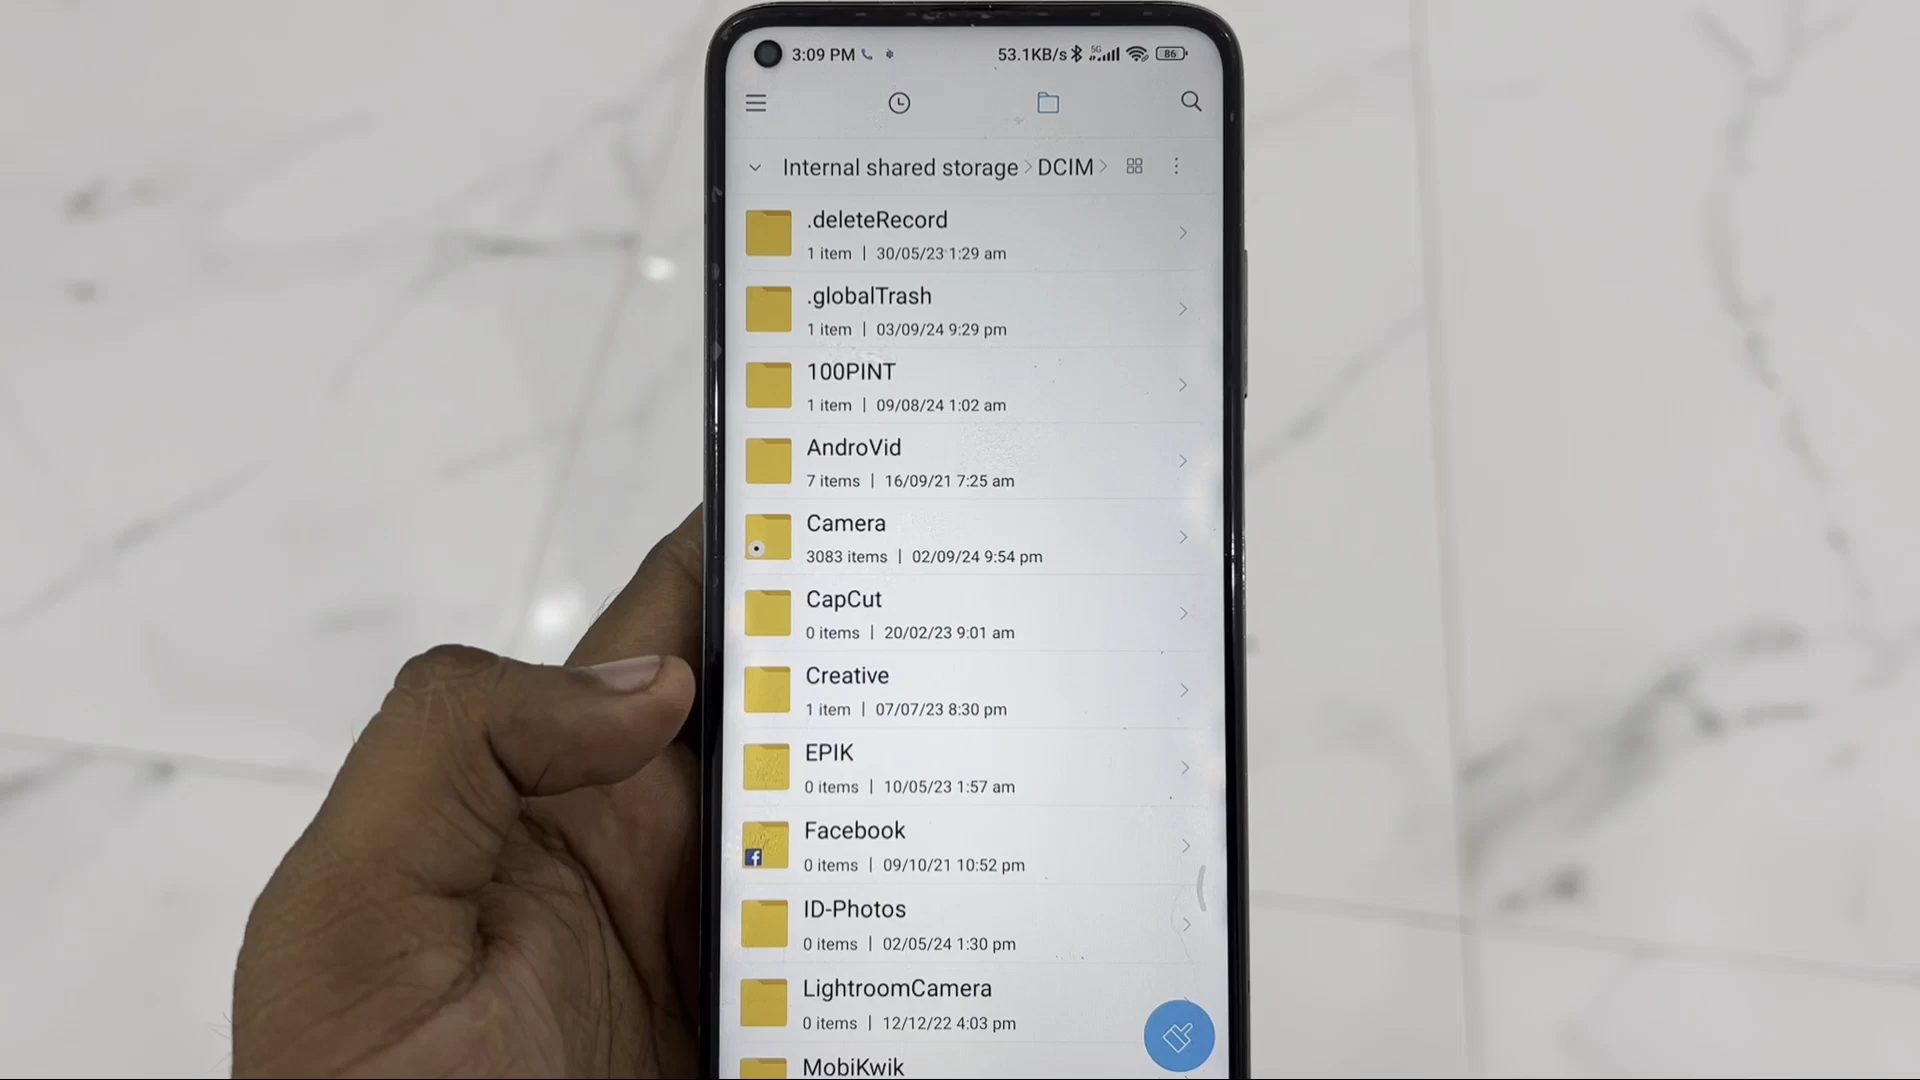 3:09 PM 53.1KB/s 5G 86
Internal shared storage > DCIM >
.deleteRecord
1 item | 30/05/23 1:29 am
.globalTrash
1 item | 03/09/24 9:29 pm
100PINT
1 item | 09/08/24 1:02 am
AndroVid
7 items | 16/09/21 7:25 am
Camera
3083 items | 02/09/24 9:54 pm
CapCut
0 items | 20/02/23 9:01 am
Creative
1 item | 07/07/23 8:30 pm
EPIK
0 items | 10/05/23 1:57 am
Facebook
0 items | 09/10/21 10:52 pm
ID-Photos
0 items | 02/05/24 1:30 pm
LightroomCamera
0 items | 12/12/22 4:03 pm
MobiKwik